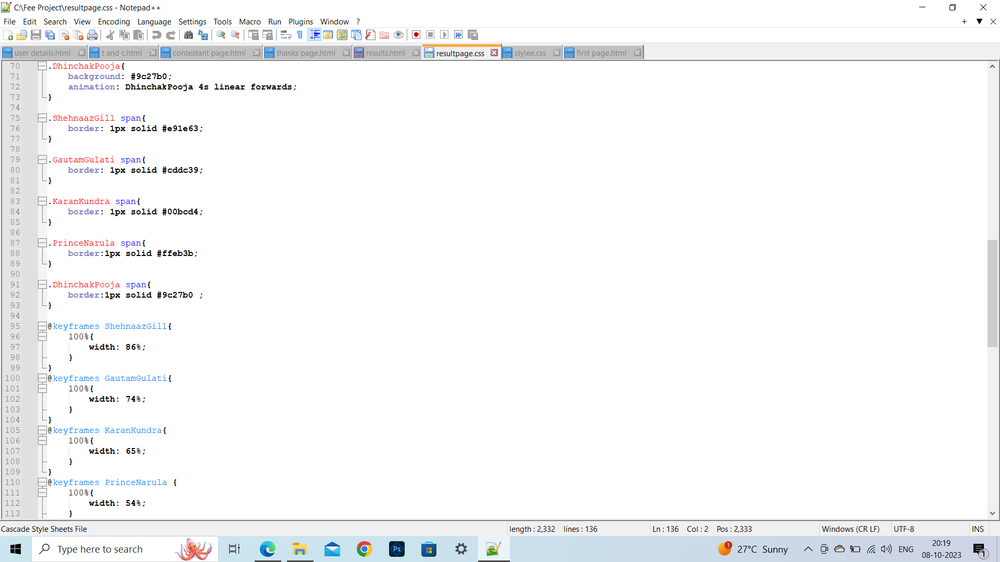 C:\Fee Project\resultpage.css - Notepad++
File Edit Search View Encoding Language Settings Tools Macro Run Plugins Window ?
user details.html t and c.html contestant page.html thanks page.html results.html resultpage.css stylee.css first page.html
70 .DhinchakPooja{
71 background: #9c27b0;
72 animation: DhinchakPooja 4s linear forwards;
73 }
74
75 .ShehnaazGill span{
76 border: 1px solid #e91e63;
77 }
78
79 .GautamGulati span{
80 border: 1px solid #cddc39;
81 }
82
83 .KaranKundra span{
84 border: 1px solid #00bcd4;
85 }
86
87 .PrinceNarula span{
88 border:1px solid #ffeb3b;
89 }
90
91 .DhinchakPooja span{
92 border:1px solid #9c27b0 ;
93 }
94
95 @keyframes ShehnaazGill{
96 100%{
97 width: 86%;
98 }
99 }
100 @keyframes GautamGulati{
101 100%{
102 width: 74%;
103 }
104 }
105 @keyframes KaranKundra{
106 100%{
107 width: 65%;
108 }
109 }
110 @keyframes PrinceNarula {
111 100%{
112 width: 54%;
113 }
Cascade Style Sheets File length : 2,332 lines : 136 Ln : 136 Col : 2 Pos : 2,333 Windows (CR LF) UTF-8 INS
Type here to search Ps 1 27°C Sunny ENG 20:19
08-10-2023 1